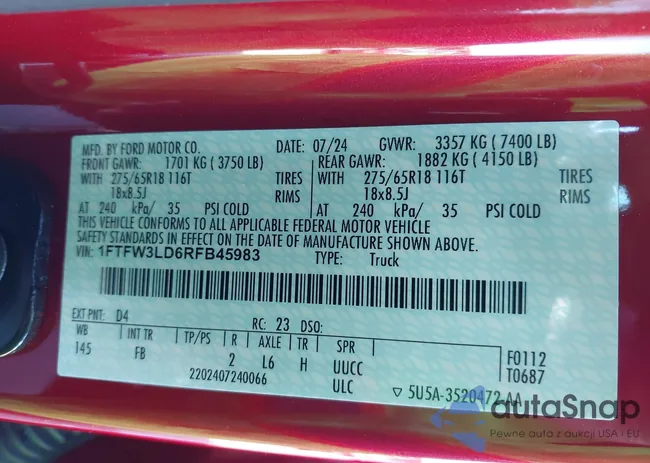 MFD. BY FORD MOTOR CO. DATE: 07/24 GVWR: 3357 KG ( 7400 LB)
FRONT GAWR: 1701 KG ( 3750 LB) REAR GAWR: 1882 KG ( 4150 LB)
WITH 275/65R18 116T TIRES WITH 275/65R18 116T TIRES
18x8.5J RIMS 18x8.5J RIMS
AT 240 kPa/ 35 PSI COLD AT 240 kPa/ 35 PSI COLD
THIS VEHICLE CONFORMS TO ALL APPLICABLE FEDERAL MOTOR VEHICLE
SAFETY STANDARDS IN EFFECT ON THE DATE OF MANUFACTURE SHOWN ABOVE.
VIN: 1FTFW3LD6RFB45983 TYPE: Truck
EXT PNT: D4 RC: 23 DSO:
WB INT TR TP/PS R AXLE TR SPR F0112
145 FB 2 L6 H UUCC T0687
2202407240066 ULC ▽ 5U5A-3520472-AA
autaSnap
Pewne auto z aukcji USA i EU